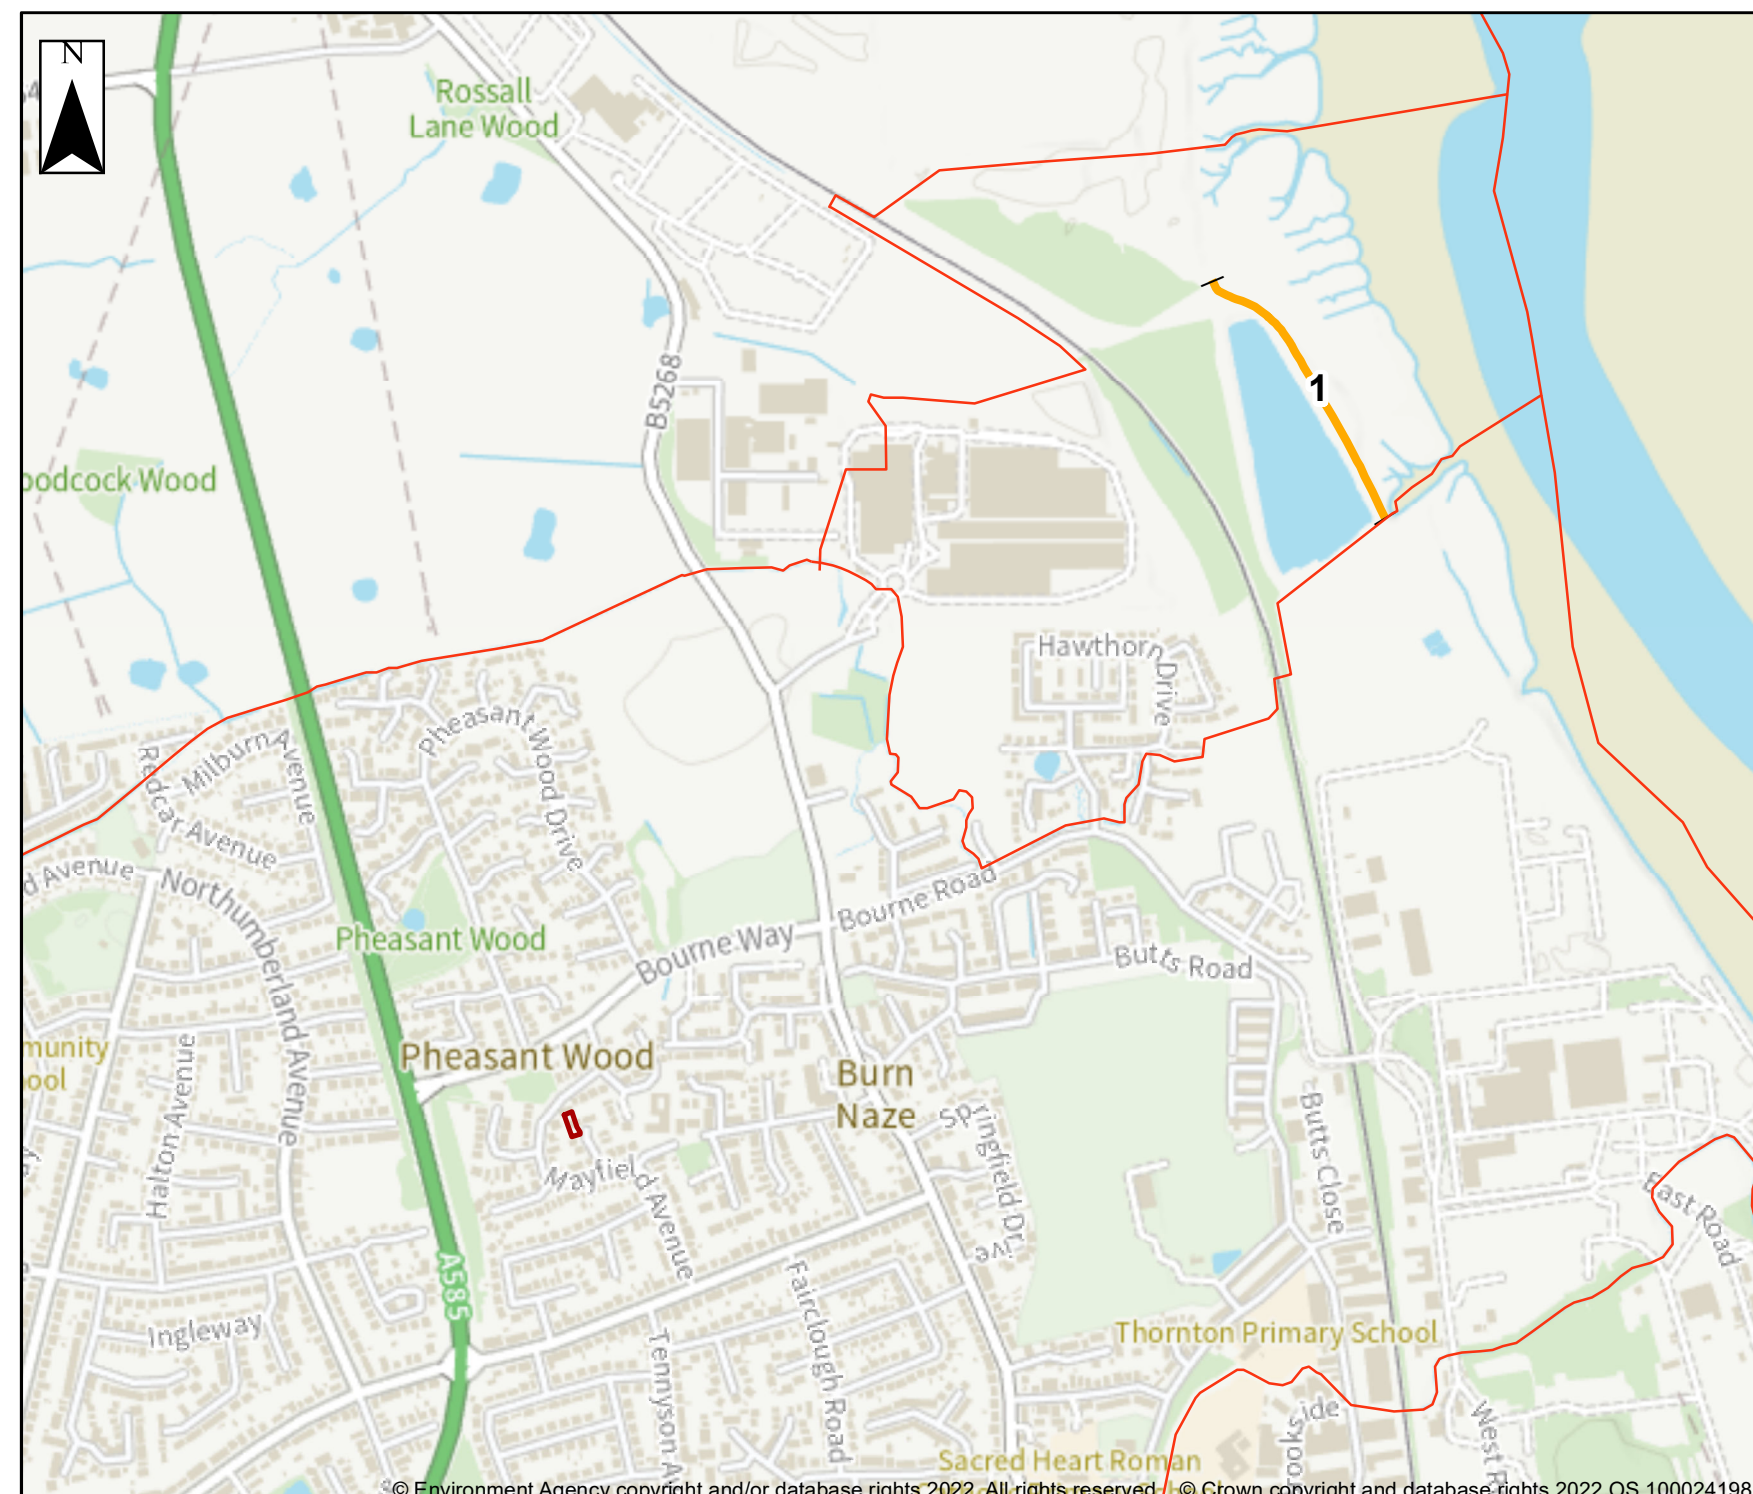 N
Rossall
Lane Wood
B5268
1
oodcock Wood
Hawthorn Drive
Pheasant Wood Drive
Milburn Avenue
Redcar Avenue
d Avenue
Northumberland Avenue
Bourne Road
Pheasant Wood
Bourne Way
Butts Road
munity
ool
Halton Avenue
Pheasant Wood
Burn
Naze
Springfield Drive
Butts Close
Mayfield Avenue
East Road
A585
Ingleway
Fairclough Road
Tennyson A
Thornton Primary School
rookside
West R
Sacred Heart Roman
© Environment Agency copyright and/or database rights 2022. All rights reserved. © Crown copyright and database rights 2022 OS 100024198